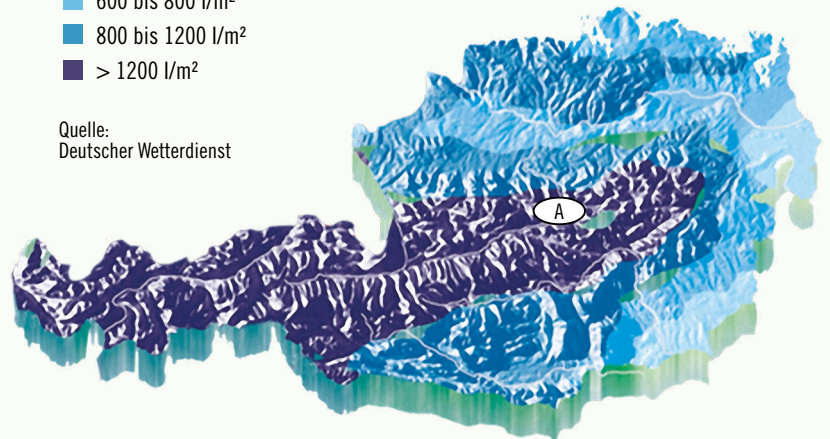 600 bis 800 l/m²
800 bis 1200 l/m²
> 1200 l/m²
Quelle:
Deutscher Wetterdienst
A